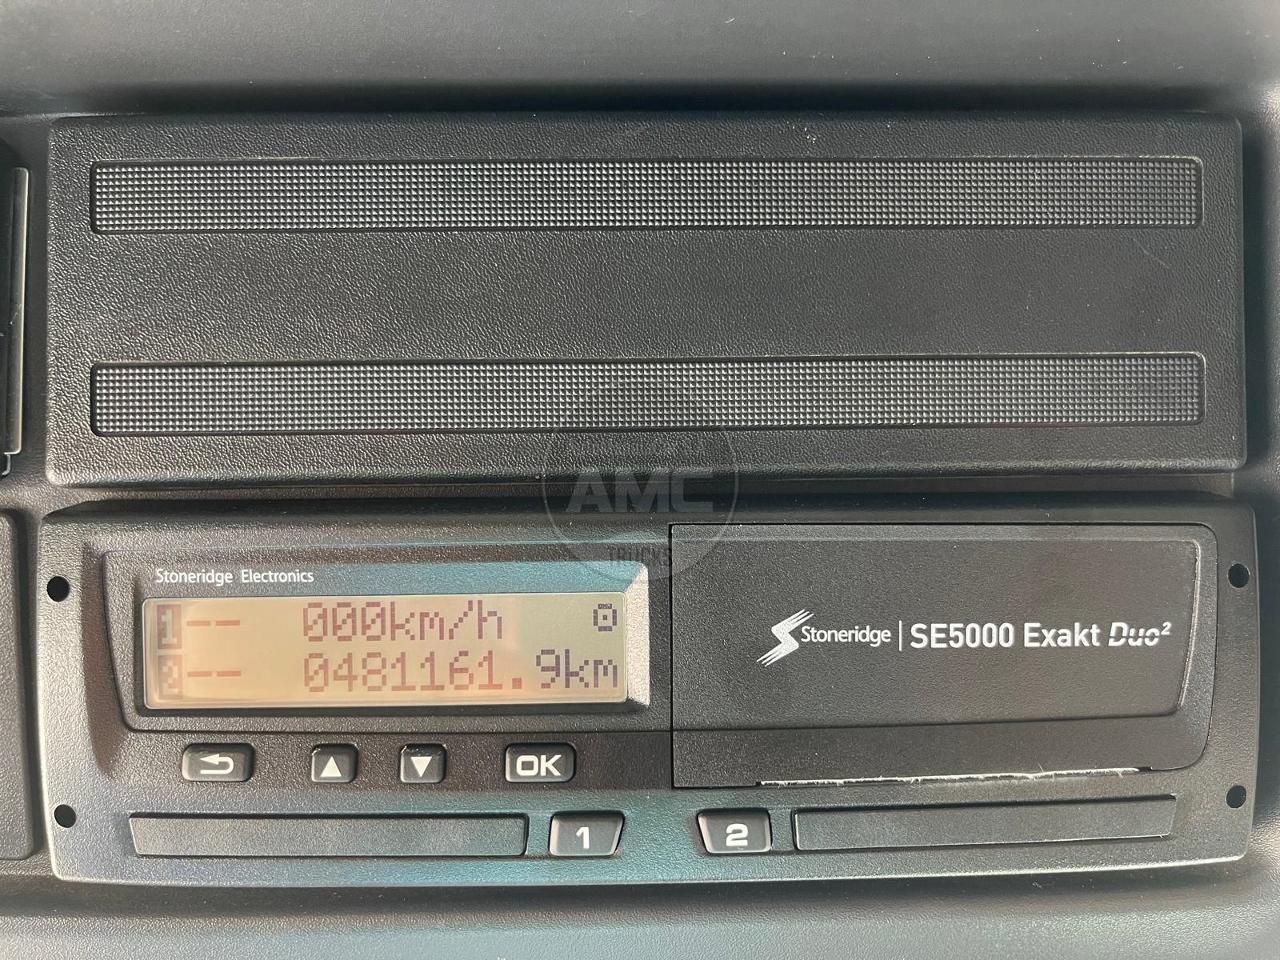 AMC
TRUCKS
Stoneridge Electronics
1 -- 000km/h
2 -- 0481161.9km
Stoneridge | SE5000 Exakt Duo²
OK
1
2